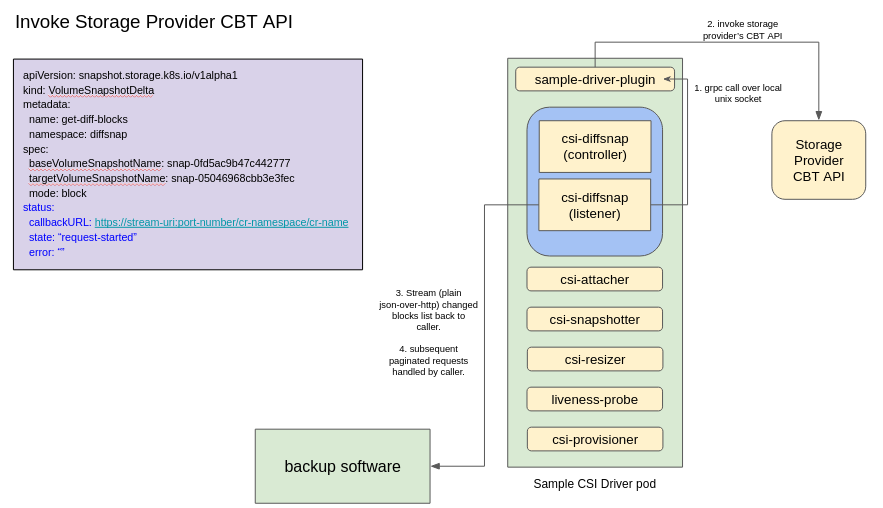 Invoke Storage Provider CBT API
apiVersion: snapshot.storage.k8s.io/v1alpha1
kind: VolumeSnapshotDelta
metadata:
name: get-diff-blocks
namespace: diffsnap
spec:
baseVolumeSnapshotName: snap-0fd5ac9b47c442777
targetVolumeSnapshotName: snap-05046968cbb3e3fec
mode: block
status:
callbackURL: https://stream-uri:port-number/cr-namespace/cr-name
state: “request-started”
error: “”
2. invoke storage
provider's CBT API
sample-driver-plugin
1. grpc call over local
unix socket
csi-diffsnap
(controller)
csi-diffsnap
(listener)
Storage
Provider
CBT API
csi-attacher
csi-snapshotter
csi-resizer
liveness-probe
csi-provisioner
3. Stream (plain
json-over-http) changed
blocks list back to
caller.
4. subsequent
paginated requests
handled by caller.
backup software
Sample CSI Driver pod